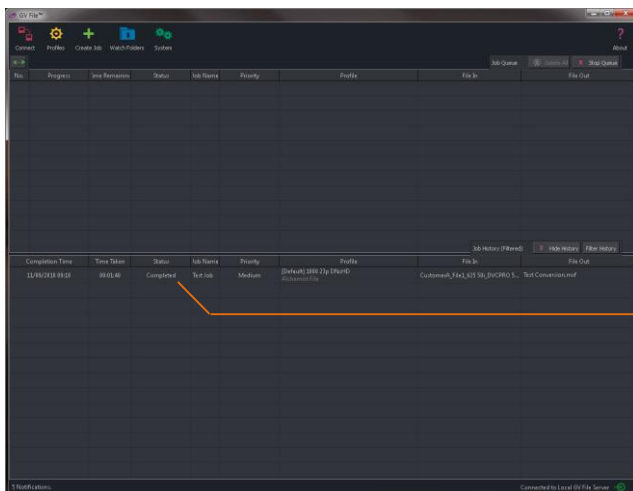 GV File™
Connect Profiles Create Job Watch Folders System About
Job Queue Delete All Stop Queue
No. Progress Time Remaining Status Job Name Priority Profile File In File Out
Job History (Filtered) Hide History Filter History
Completion Time Time Taken Status Job Name Priority Profile File In File Out
11/09/2018 09:10 00:01:40 Completed Test Job Medium [Default] 1080 23p DNxHD Test Conversion.mxf
Alchemist File
5 Notifications Connected to Local GV File Server